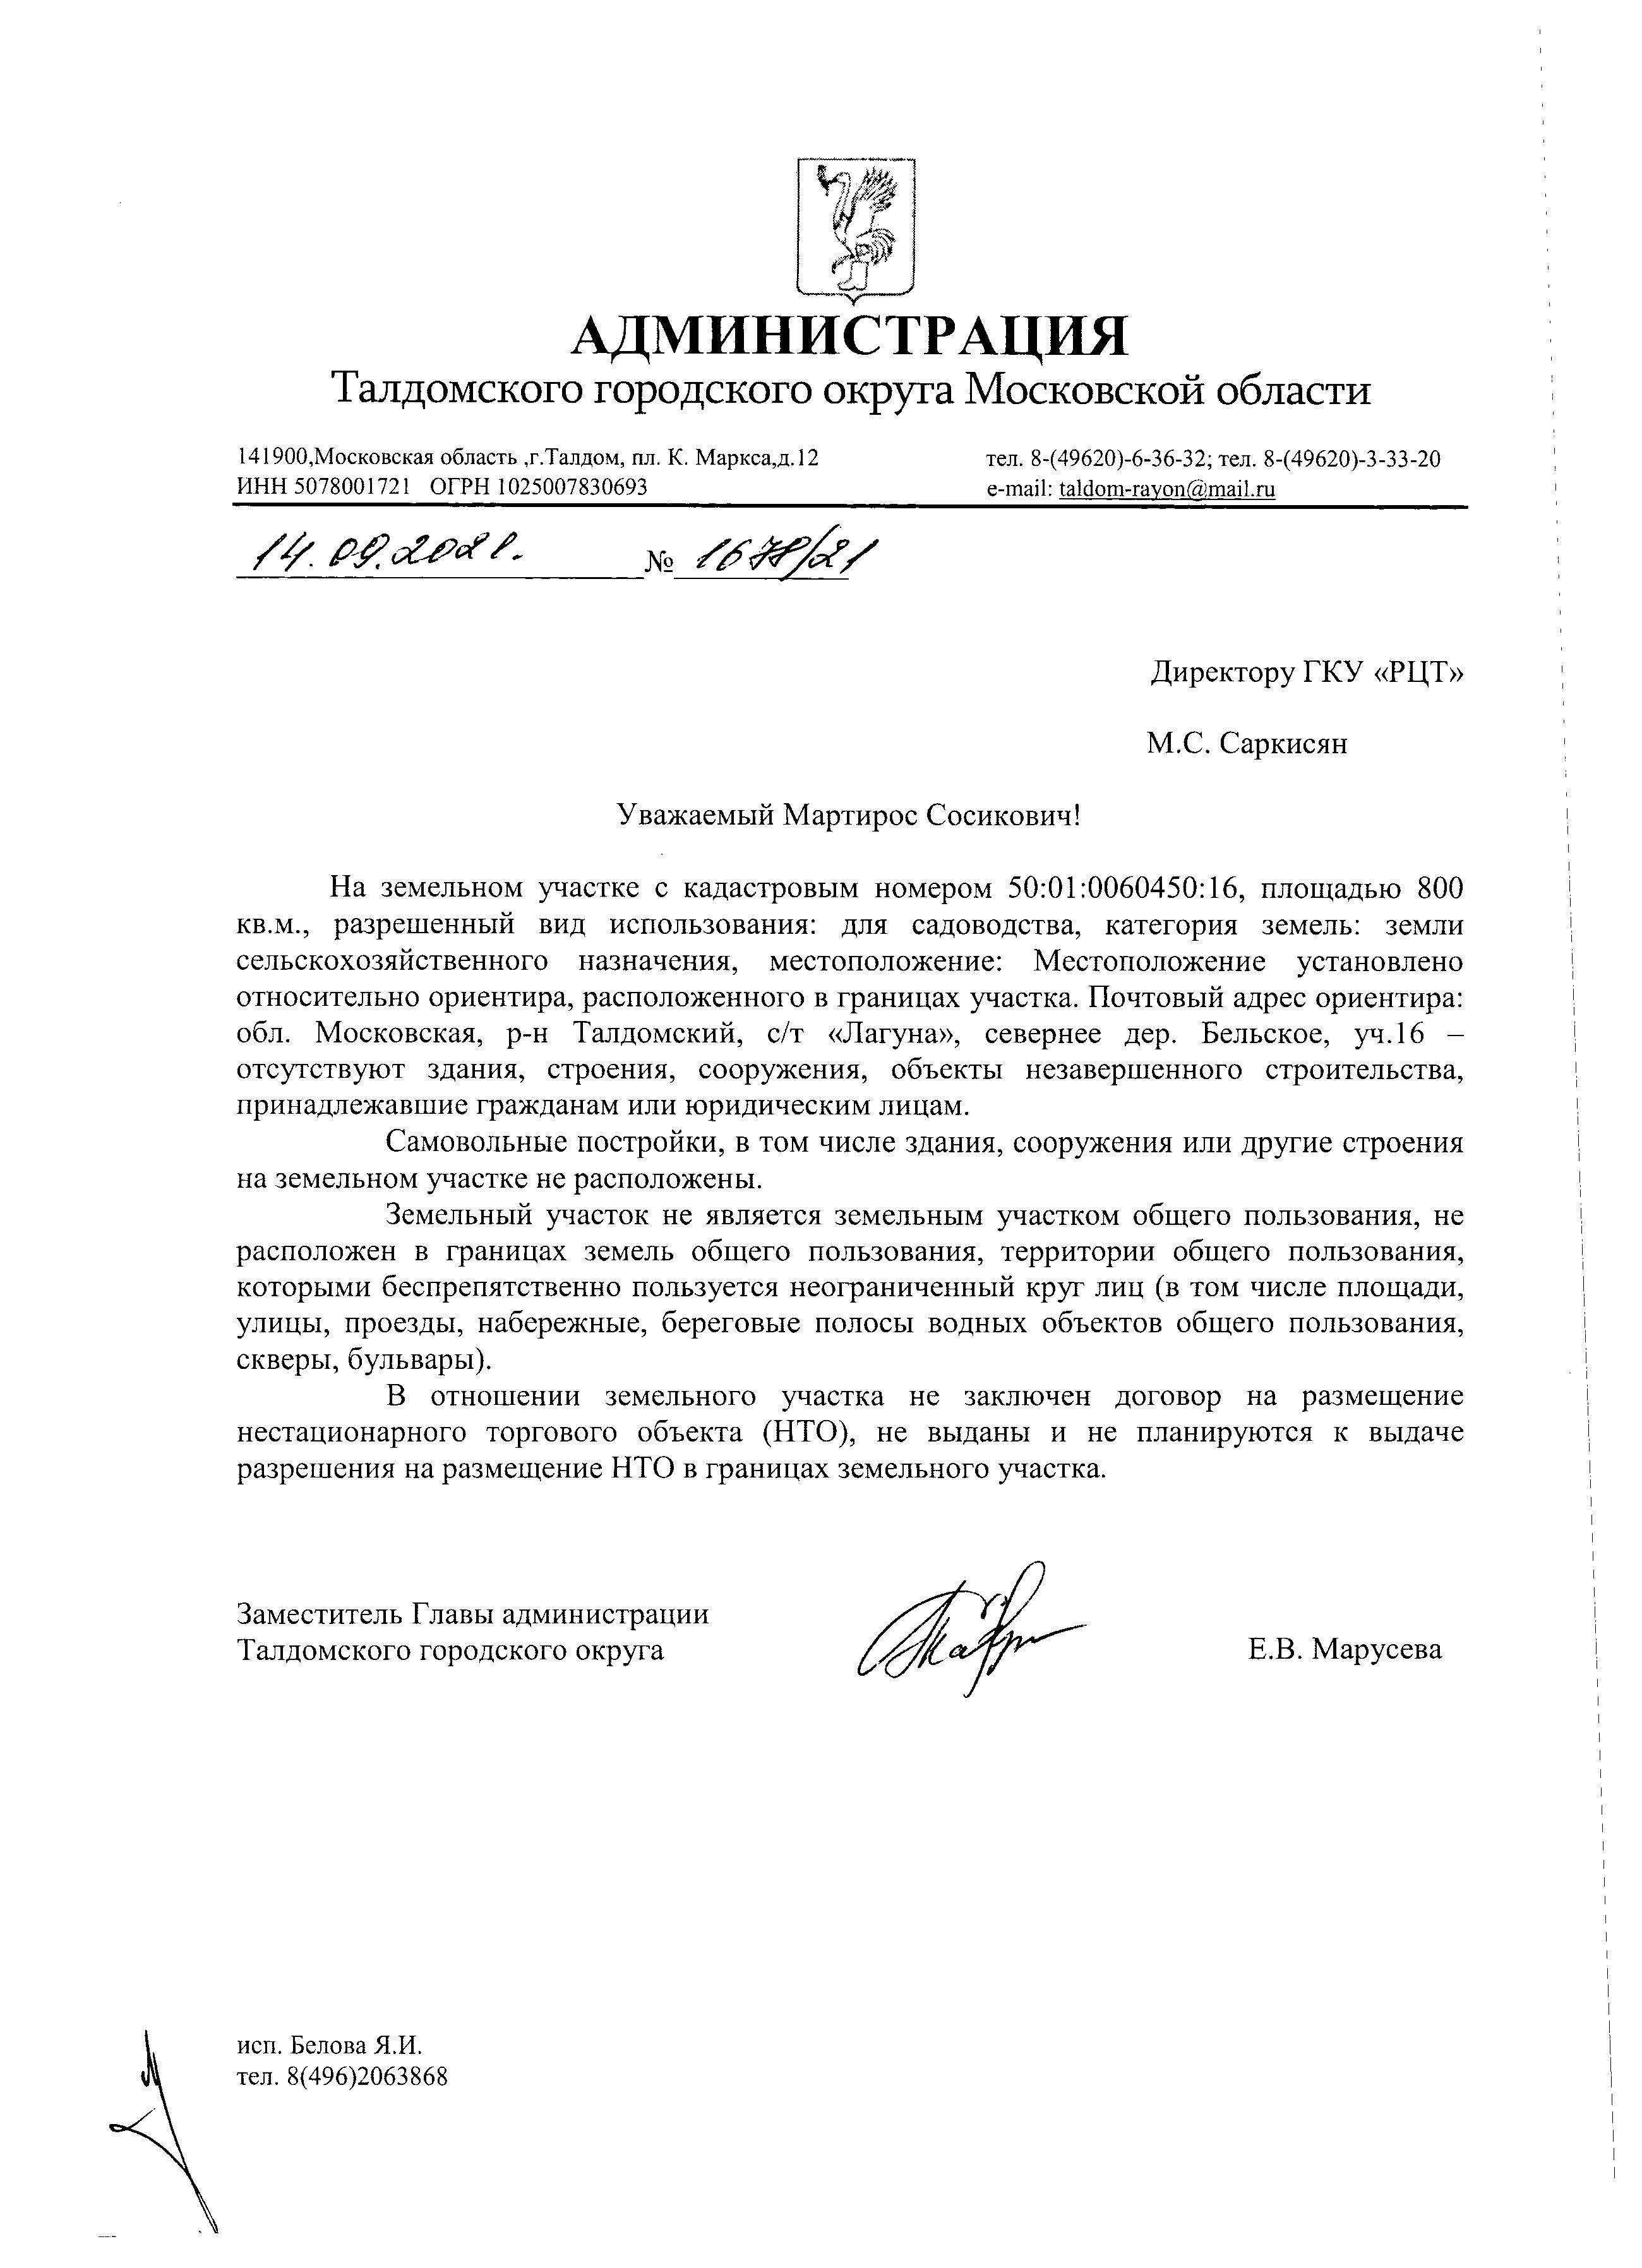 АДМИНИСТРАЦИЯ
Талдомского городского округа Московской области
141900,Московская область ,г.Талдом, пл. К. Маркса,д.12
тел. 8-(49620)-6-36-32; тел. 8-(49620)-3-33-20
ИНН 5078001721 ОГРН 1025007830693
e-mail: taldom-rayon@mail.ru
14.09.2021. № 1678/21
Директору ГКУ «РЦТ»
М.С. Саркисян
Уважаемый Мартирос Сосикович!
На земельном участке с кадастровым номером 50:01:0060450:16, площадью 800
кв.м., разрешенный вид использования: для садоводства, категория земель: земли
сельскохозяйственного назначения, местоположение: Местоположение установлено
относительно ориентира, расположенного в границах участка. Почтовый адрес ориентира:
обл. Московская, р-н Талдомский, с/т «Лагуна», севернее дер. Бельское, уч.16 –
отсутствуют здания, строения, сооружения, объекты незавершенного строительства,
принадлежавшие гражданам или юридическим лицам.
Самовольные постройки, в том числе здания, сооружения или другие строения
на земельном участке не расположены.
Земельный участок не является земельным участком общего пользования, не
расположен в границах земель общего пользования, территории общего пользования,
которыми беспрепятственно пользуется неограниченный круг лиц (в том числе площади,
улицы, проезды, набережные, береговые полосы водных объектов общего пользования,
скверы, бульвары).
В отношении земельного участка не заключен договор на размещение
нестационарного торгового объекта (НТО), не выданы и не планируются к выдаче
разрешения на размещение НТО в границах земельного участка.
Заместитель Главы администрации
Талдомского городского округа
Е.В. Марусева
исп. Белова Я.И.
тел. 8(496)2063868